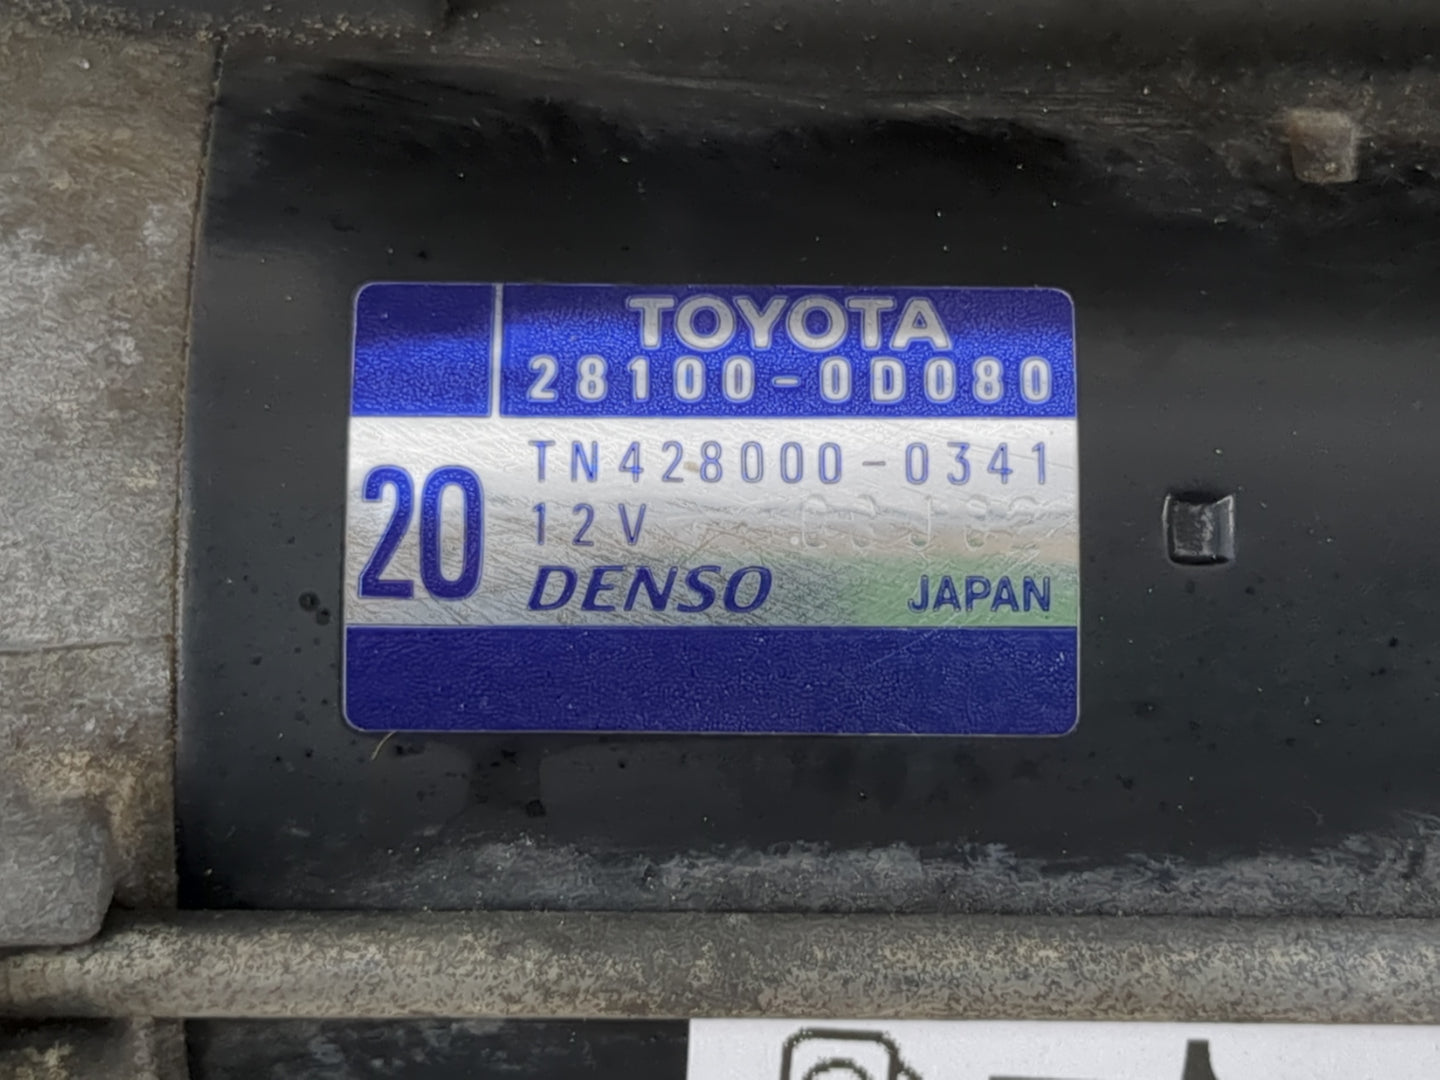 TOYOTA
28100-0D080
20
TN428000-0341
12V
DENSO
JAPAN